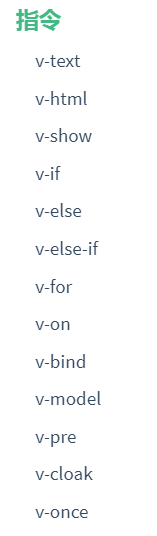 指令
v-text
v-html
v-show
v-if
v-else
v-else-if
v-for
v-on
v-bind
v-model
v-pre
v-cloak
v-once